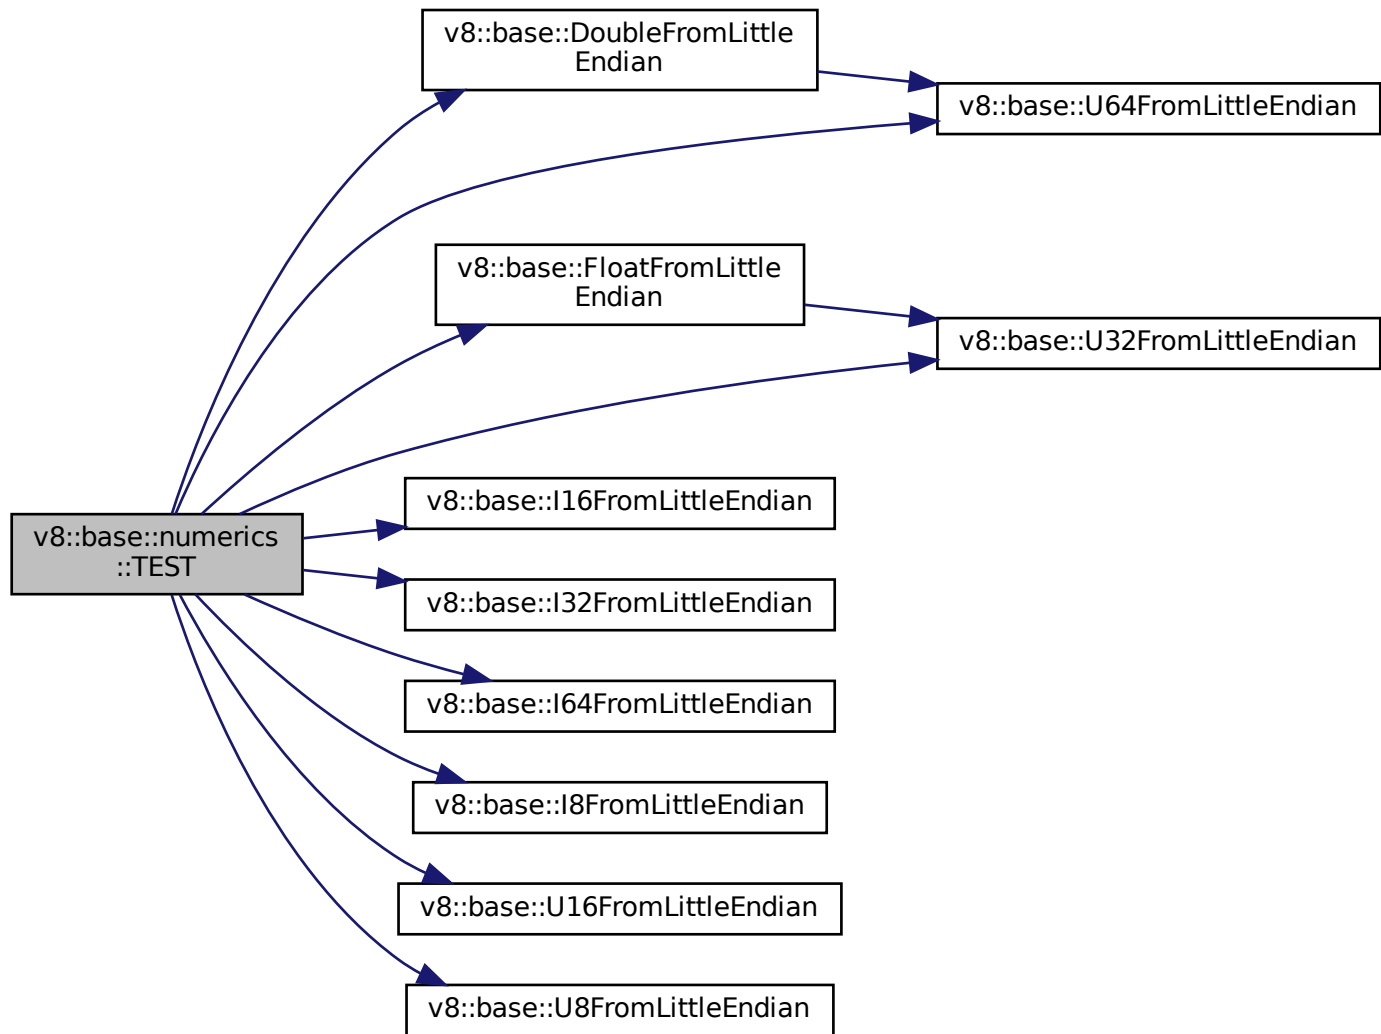 v8::base::DoubleFromLittle
Endian
v8::base::U64FromLittleEndian
v8::base::FloatFromLittle
Endian
v8::base::U32FromLittleEndian
v8::base::I16FromLittleEndian
v8::base::numerics
::TEST
v8::base::I32FromLittleEndian
v8::base::I64FromLittleEndian
v8::base::I8FromLittleEndian
v8::base::U16FromLittleEndian
v8::base::U8FromLittleEndian